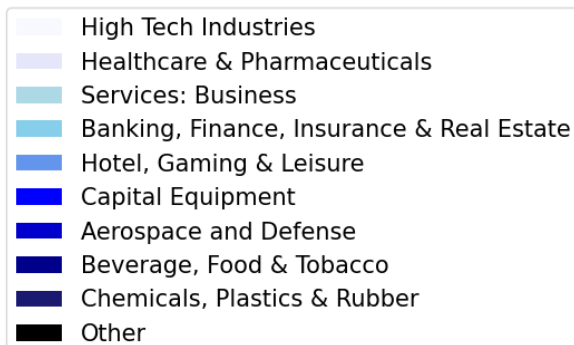 High Tech Industries
Healthcare & Pharmaceuticals
Services: Business
Banking, Finance, Insurance & Real Estate
Hotel, Gaming & Leisure
Capital Equipment
Aerospace and Defense
Beverage, Food & Tobacco
Chemicals, Plastics & Rubber
Other